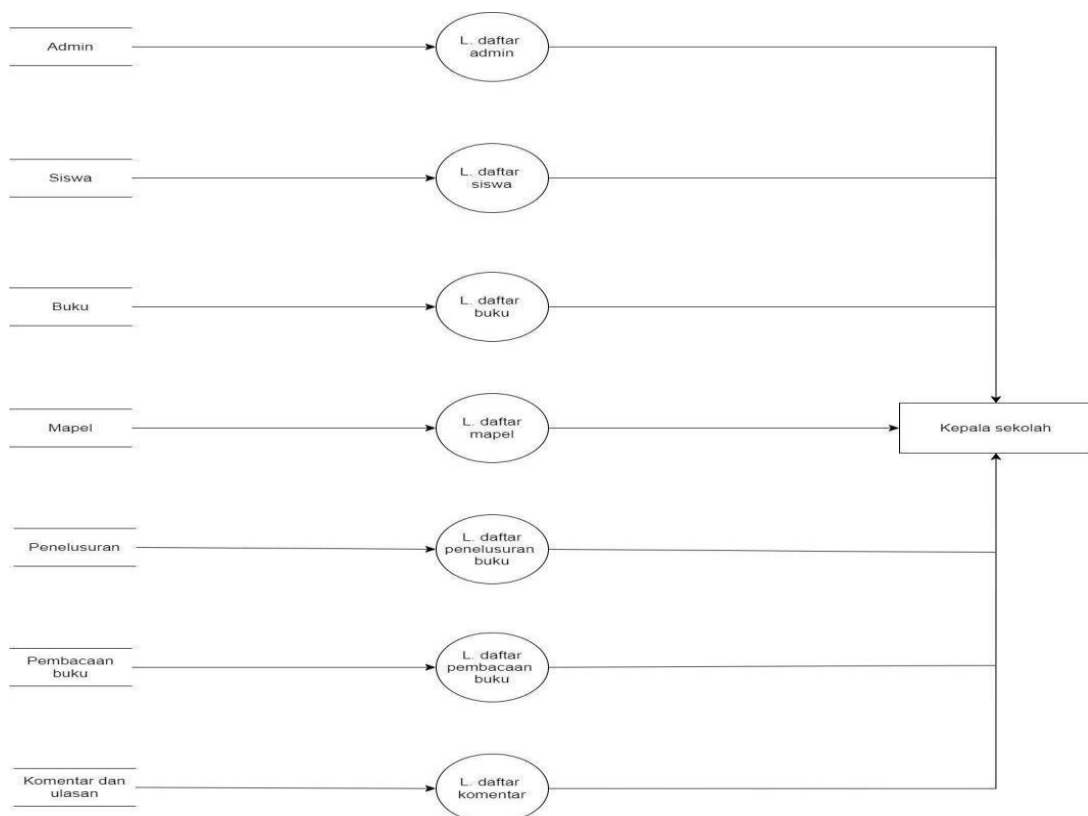 Admin
L. daftar
admin
Siswa
L. daftar
siswa
Buku
L. daftar
buku
Mapel
L. daftar
mapel
Kepala sekolah
Penelusuran
L. daftar
penelusuran
buku
Pembacaan
buku
L. daftar
pembacaan
buku
Komentar dan
ulasan
L. daftar
komentar